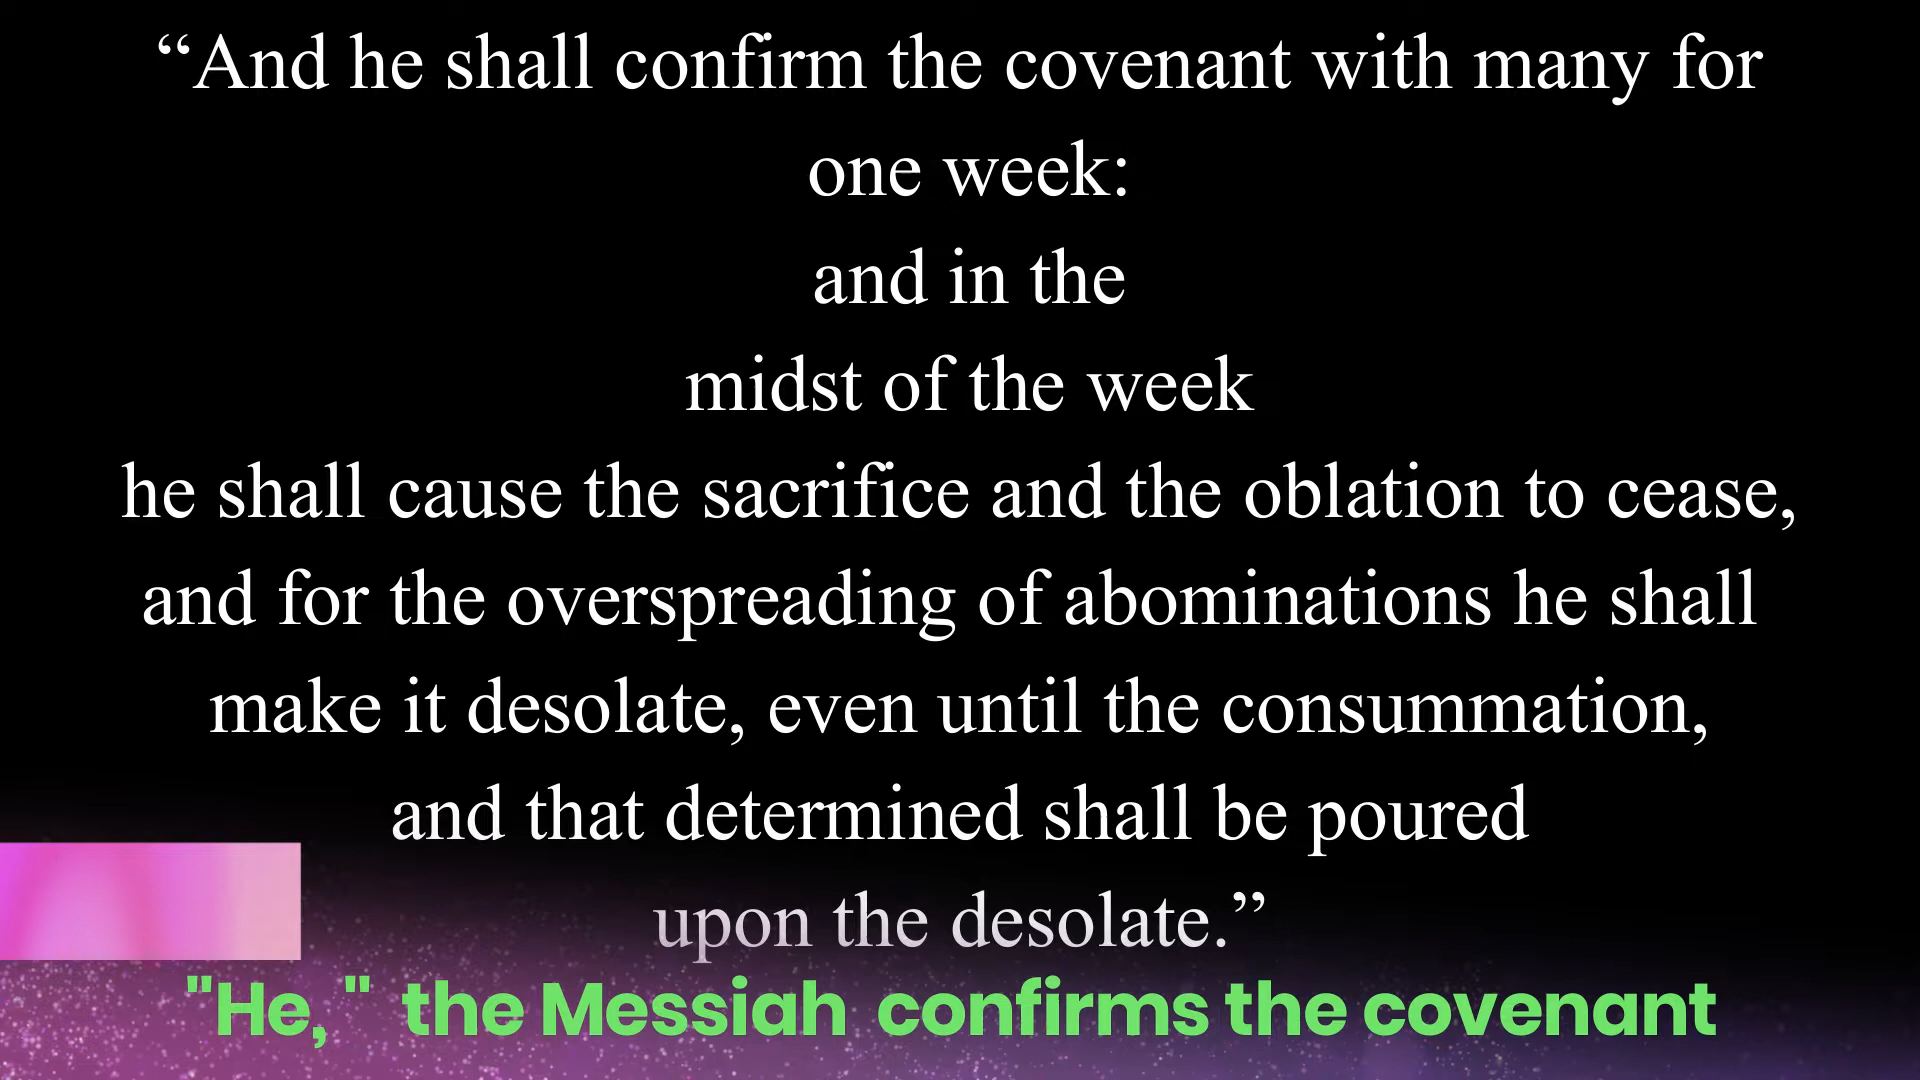 “And he shall confirm the covenant with many for
one week:
and in the
midst of the week
he shall cause the sacrifice and the oblation to cease,
and for the overspreading of abominations he shall
make it desolate, even until the consummation,
and that determined shall be poured
upon the desolate.”
"He," the Messiah confirms the covenant